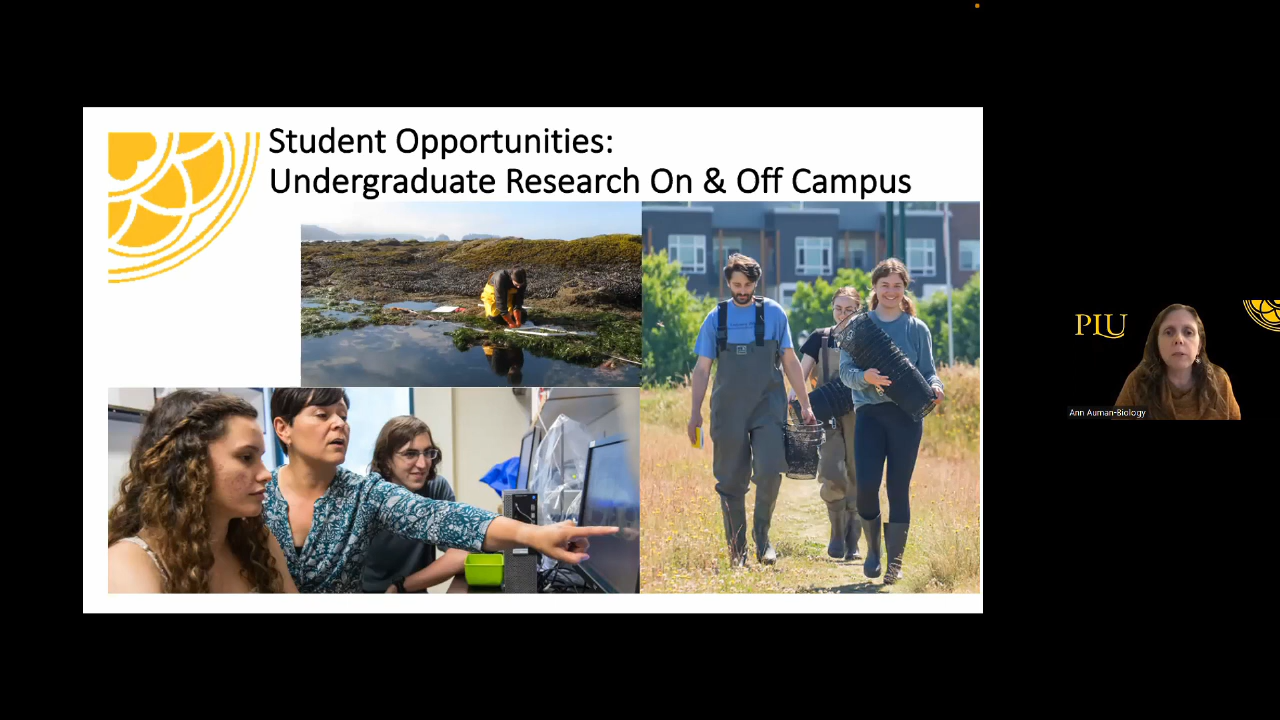 Student Opportunities:
Undergraduate Research On & Off Campus
PLU
Ann Auman-Biology